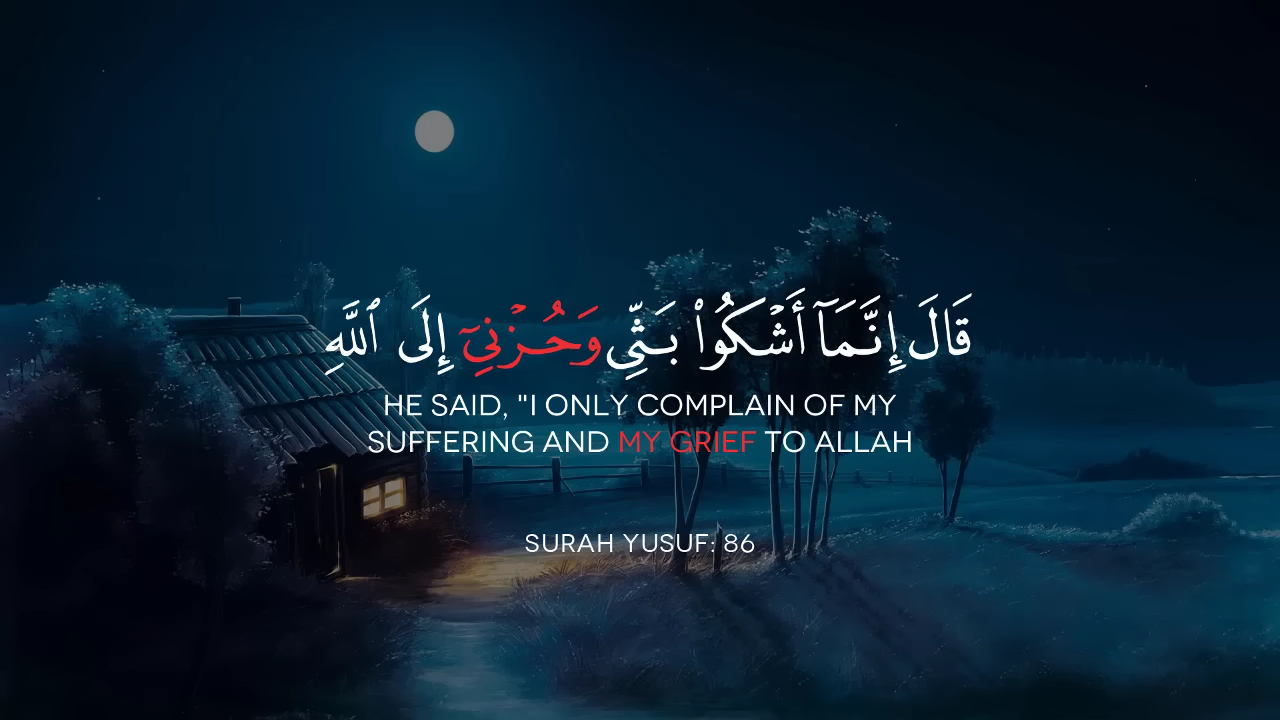 قَالَ إِنَّمَآ أَشْكُوا۟ بَثِّى وَحُزْنِىٓ إِلَى ٱللَّهِ
HE SAID, "I ONLY COMPLAIN OF MY
SUFFERING AND MY GRIEF TO ALLAH
SURAH YUSUF: 86